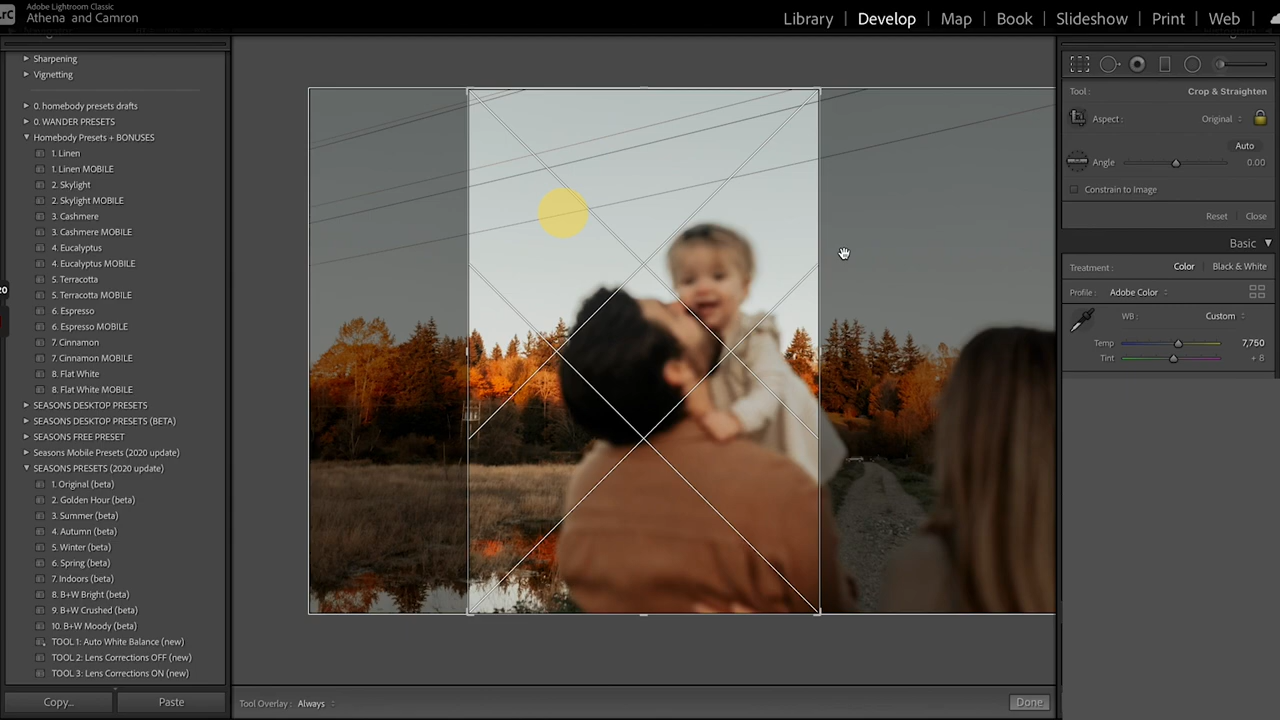 Adobe Lightroom Classic
Athena and Camron
Library | Develop | Map | Book | Slideshow | Print | Web
Sharpening
Vignetting
0. homebody presets drafts
0. WANDER PRESETS
Homebody Presets + BONUSES
1. Linen
1. Linen MOBILE
2. Skylight
2. Skylight MOBILE
3. Cashmere
3. Cashmere MOBILE
4. Eucalyptus
4. Eucalyptus MOBILE
5. Terracotta
5. Terracotta MOBILE
6. Espresso
6. Espresso MOBILE
7. Cinnamon
7. Cinnamon MOBILE
8. Flat White
8. Flat White MOBILE
SEASONS DESKTOP PRESETS
SEASONS DESKTOP PRESETS (BETA)
SEASONS FREE PRESET
Seasons Mobile Presets (2020 update)
SEASONS PRESETS (2020 update)
1. Original (beta)
2. Golden Hour (beta)
3. Summer (beta)
4. Autumn (beta)
5. Winter (beta)
6. Spring (beta)
7. Indoors (beta)
8. B+W Bright (beta)
9. B+W Crushed (beta)
10. B+W Moody (beta)
TOOL 1: Auto White Balance (new)
TOOL 2: Lens Corrections OFF (new)
TOOL 3: Lens Corrections ON (new)
Copy... Paste
Tool Overlay : Always
Done
Tool : Crop & Straighten
Aspect : Original
Auto
Angle 0.00
Constrain to Image
Reset Close
Basic
Treatment : Color Black & White
Profile : Adobe Color
WB : Custom
Temp 7,750
Tint + 8